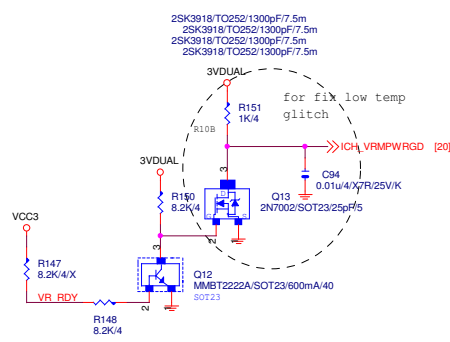 2SK3918/TO252/1300pF/7.5m
2SK3918/TO252/1300pF/7.5m
2SK3918/TO252/1300pF/7.5m
2SK3918/TO252/1300pF/7.5m
3VDUAL
R151
1K/4
R10B
for fix low temp
glitch
ICH_VRMPWRGD [20]
3
C94
0.01u/4/X7R/25V/K
3VDUAL
R150
8.2K/4
D
G
S
Q13
2N7002/SOT23/25pF/5
2
1
VCC3
R147
8.2K/4/X
3
Q12
MMBT2222A/SOT23/600mA/40
SOT23
VR_RDY
R148
8.2K/4
2
1